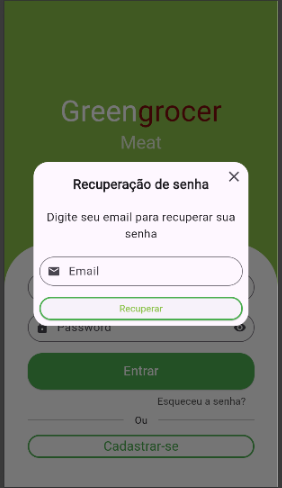 Greengrocer
Meat
Recuperação de senha
Digite seu email para recuperar sua
senha
Email
Recuperar
Password
Entrar
Esqueceu a senha?
Ou
Cadastrar-se